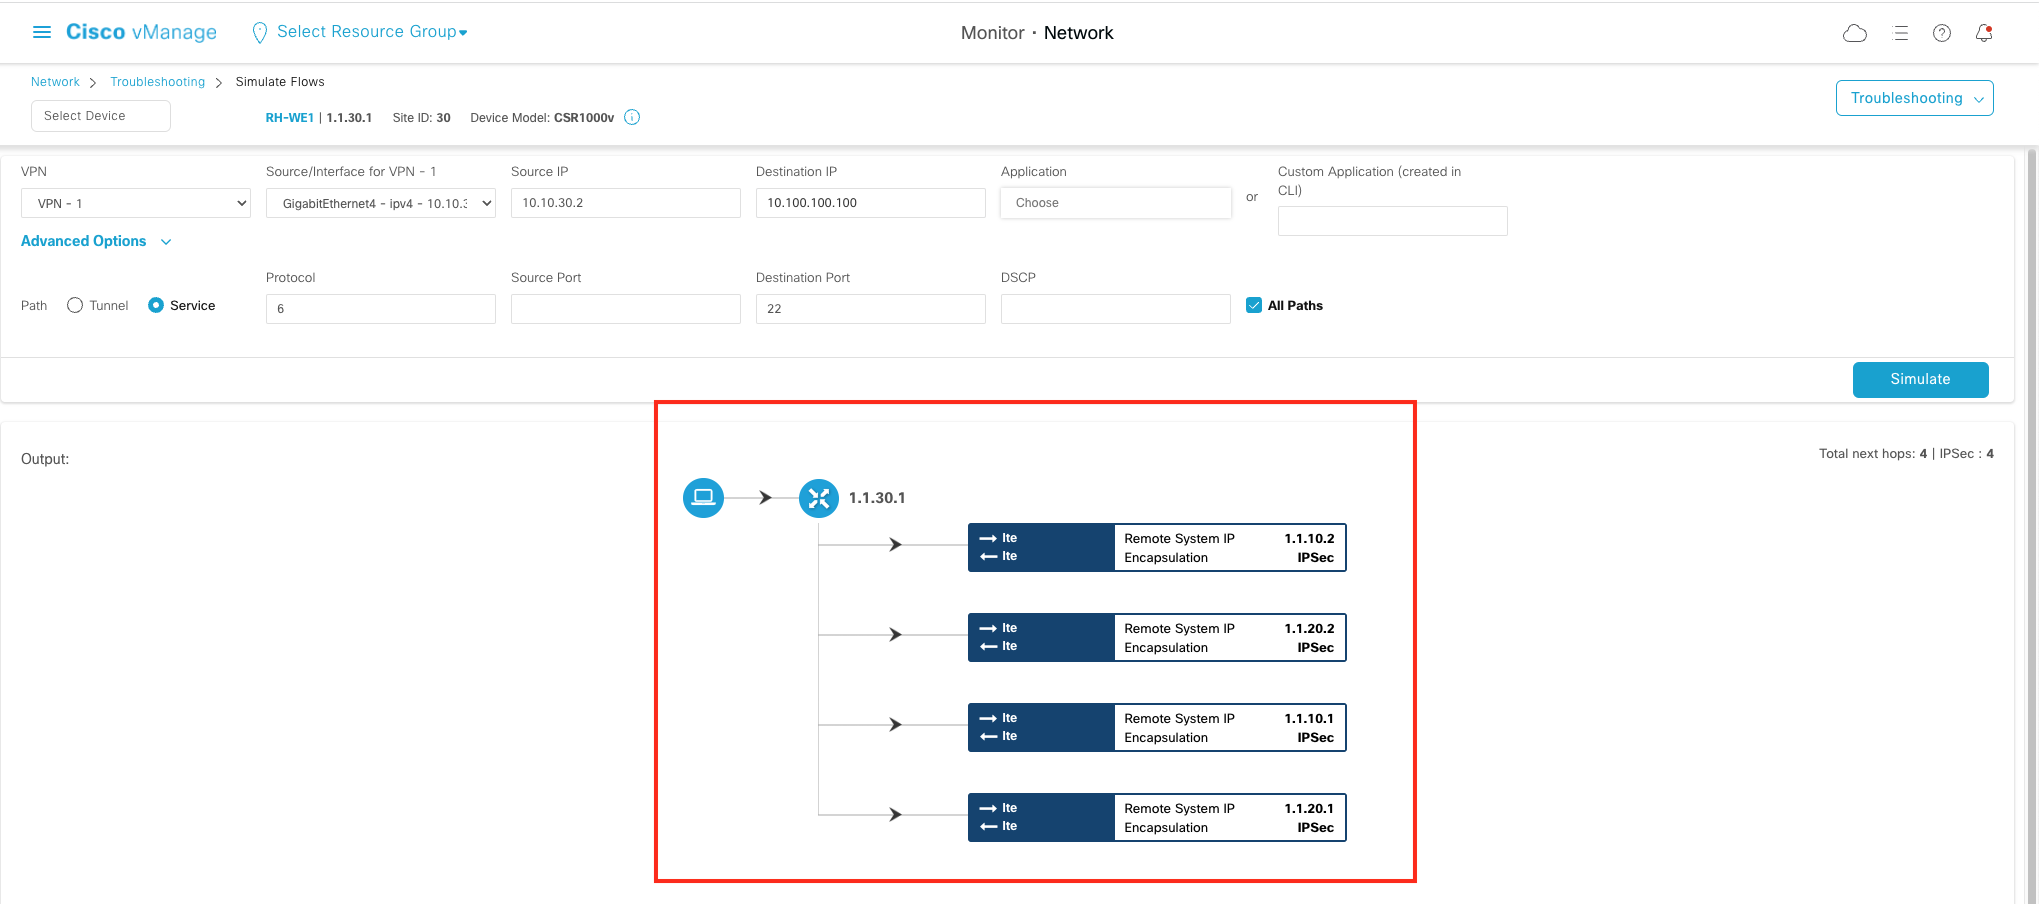 Cisco vManage
Select Resource Group
Monitor · Network
Network > Troubleshooting > Simulate Flows
Troubleshooting
Select Device
RH-WE1 | 1.1.30.1 Site ID: 30 Device Model: CSR1000v
VPN
Source/Interface for VPN - 1
Source IP
Destination IP
Application
Custom Application (created in
CLI)
VPN - 1
GigabitEthernet4 - ipv4 - 10.10.3
10.10.30.2
10.100.100.100
Choose
or
Advanced Options
Protocol
Source Port
Destination Port
DSCP
Path Tunnel Service
6
22
All Paths
Simulate
Output:
Total next hops: 4 | IPSec : 4
1.1.30.1
lte
lte
Remote System IP 1.1.10.2
Encapsulation IPSec
lte
lte
Remote System IP 1.1.20.2
Encapsulation IPSec
lte
lte
Remote System IP 1.1.10.1
Encapsulation IPSec
lte
lte
Remote System IP 1.1.20.1
Encapsulation IPSec